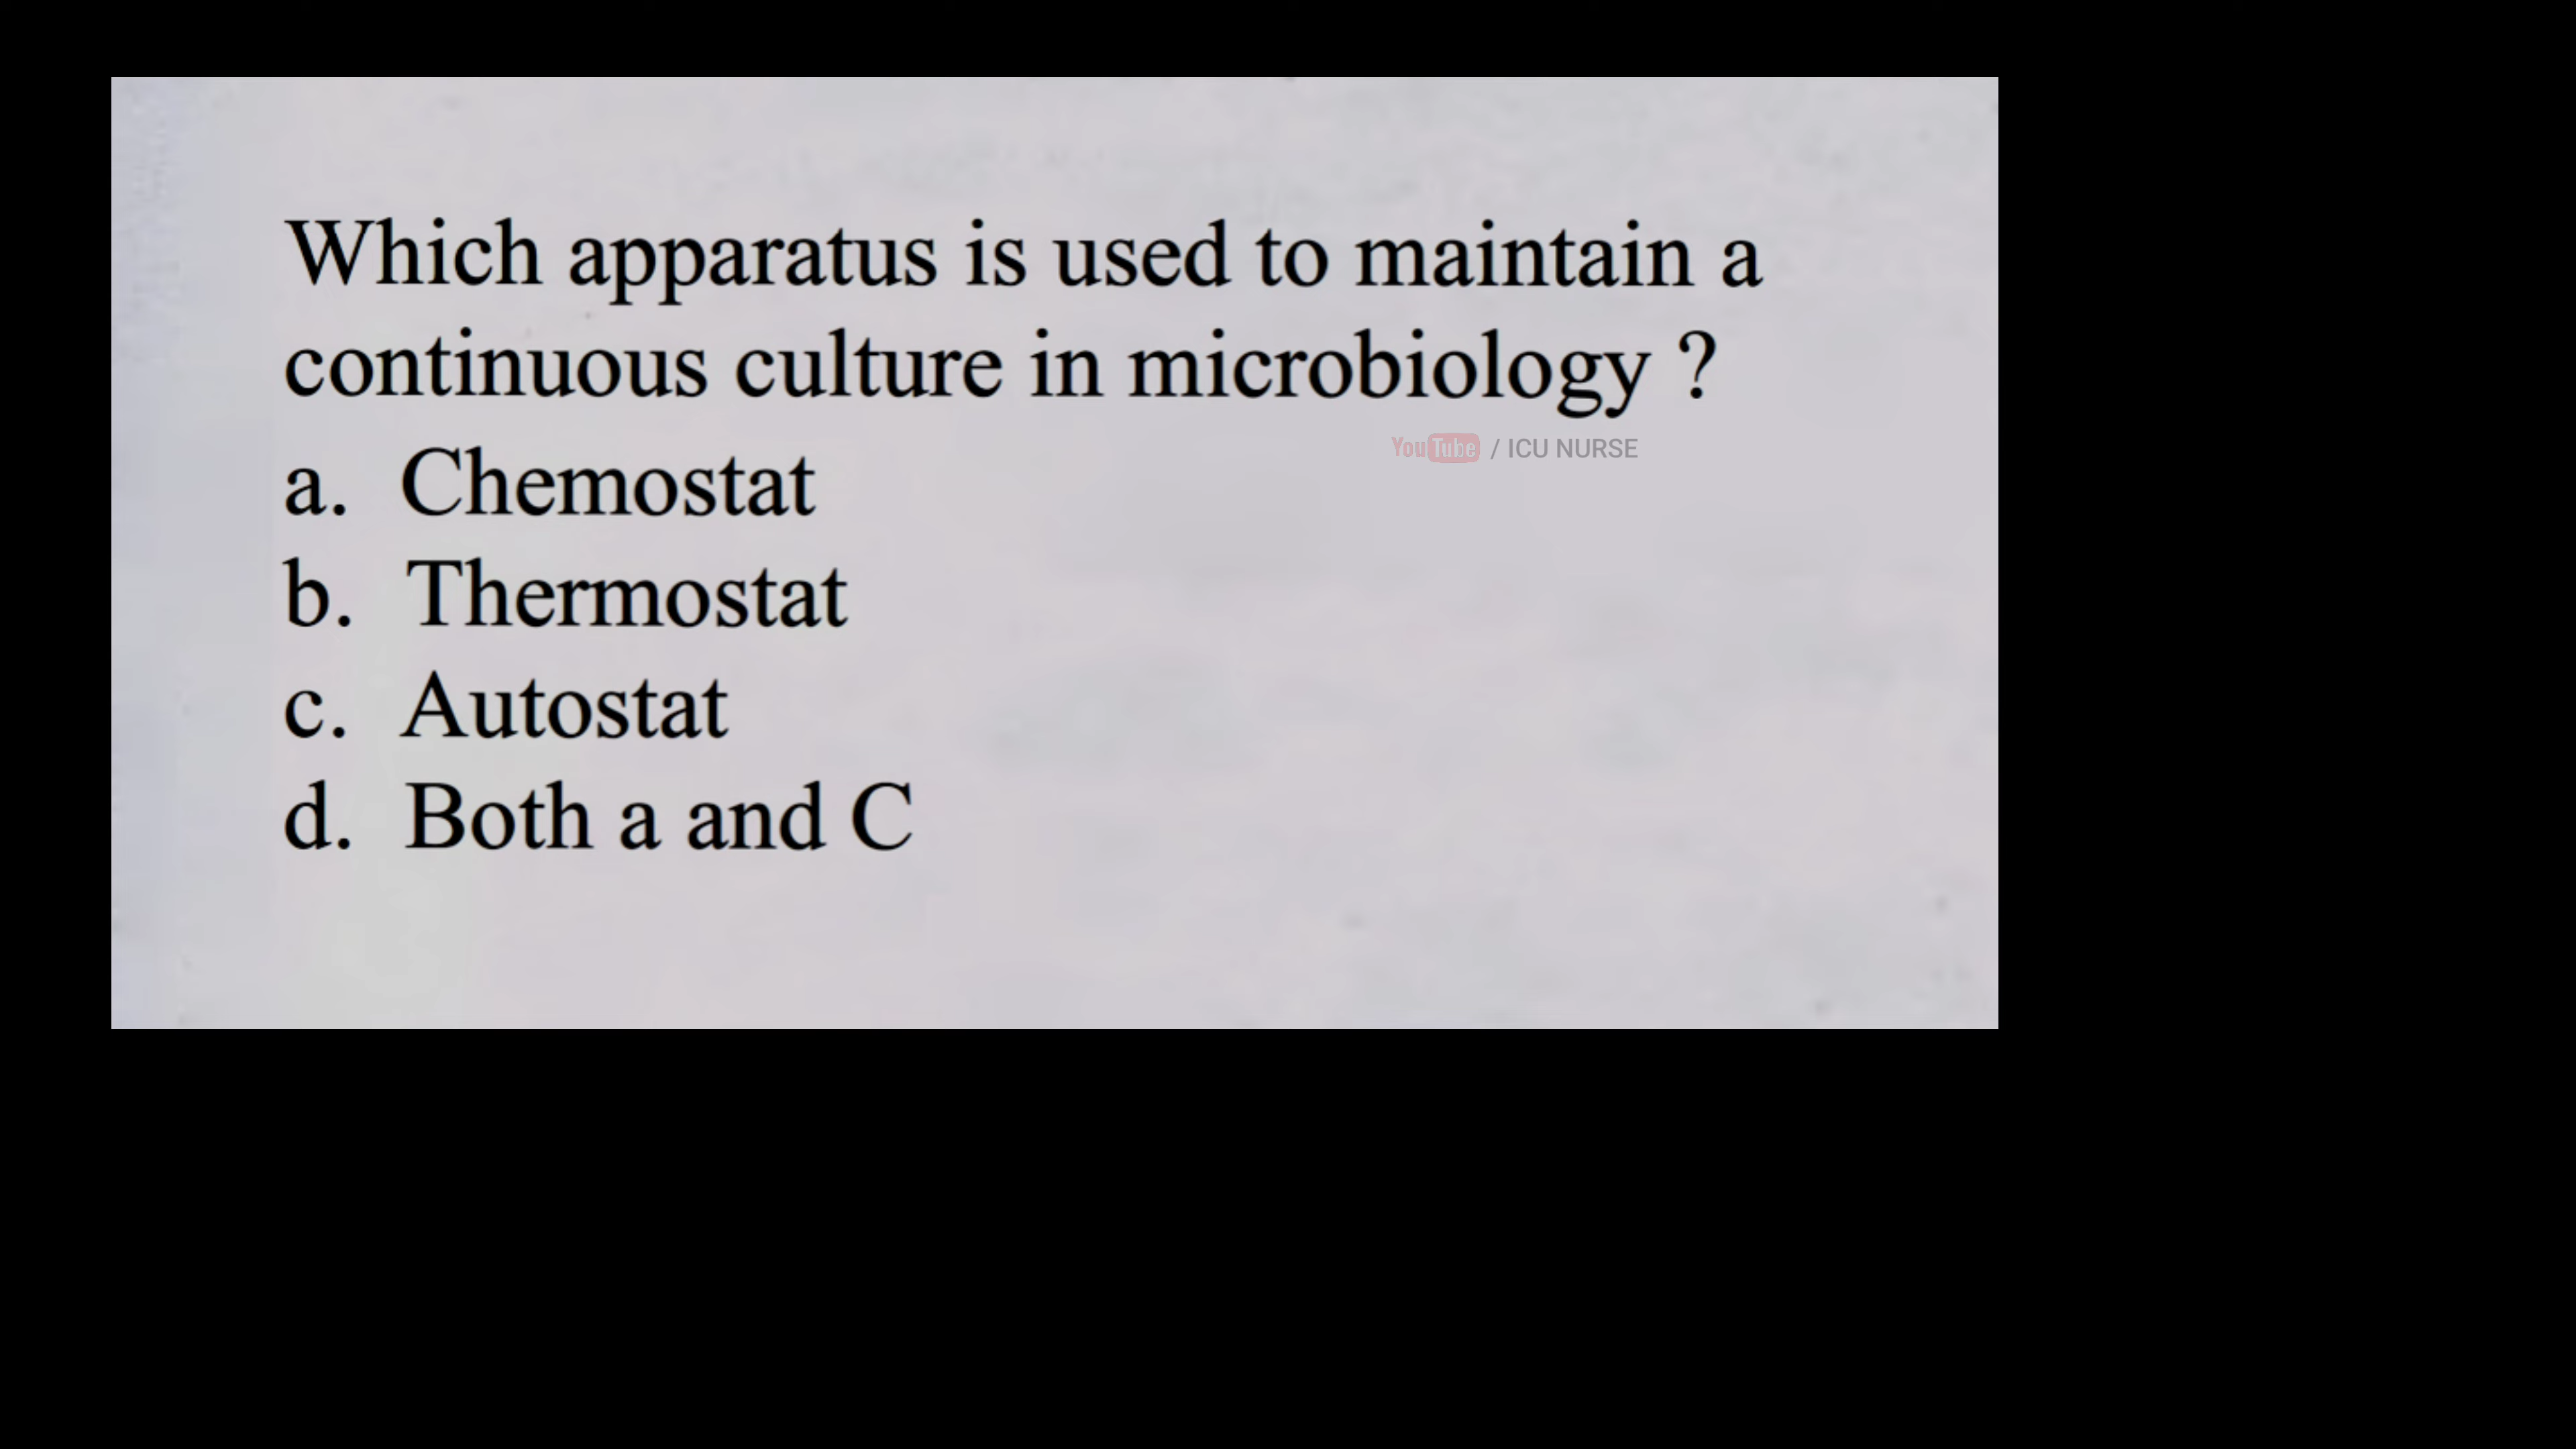 Which apparatus is used to maintain a
continuous culture in microbiology ?
YouTube / ICU NURSE
a. Chemostat
b. Thermostat
c. Autostat
d. Both a and C